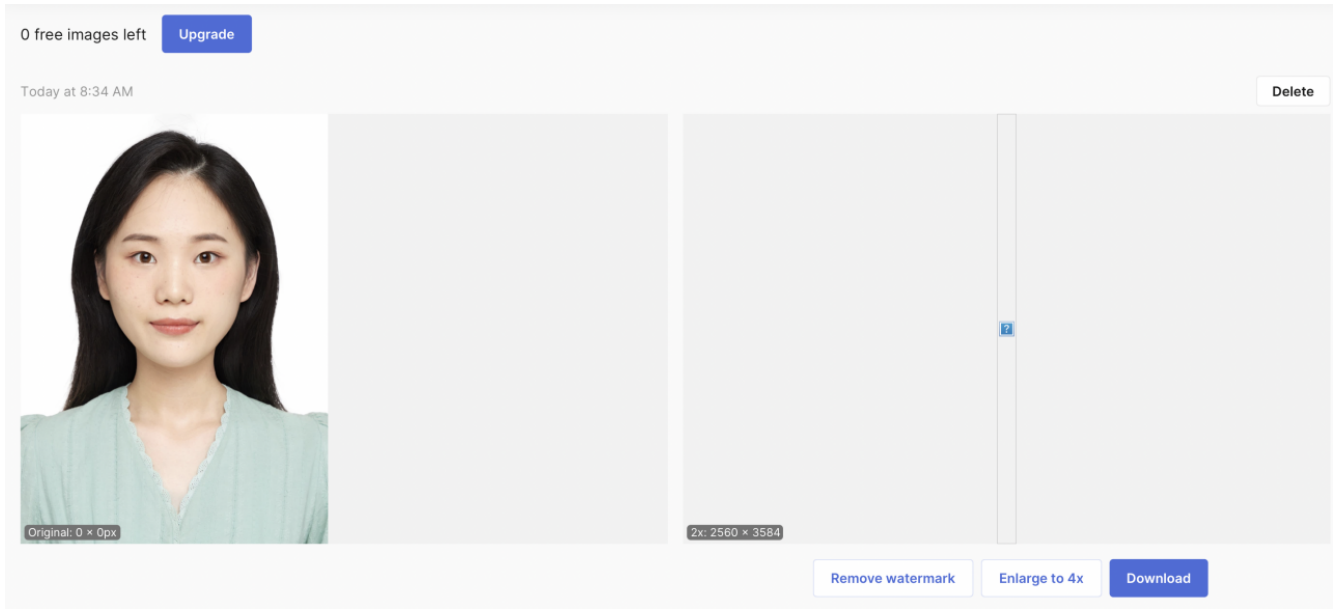 0 free images left Upgrade
Today at 8:34 AM Delete
Original: 0 × 0px
2x: 2560 × 3584
Remove watermark Enlarge to 4x Download